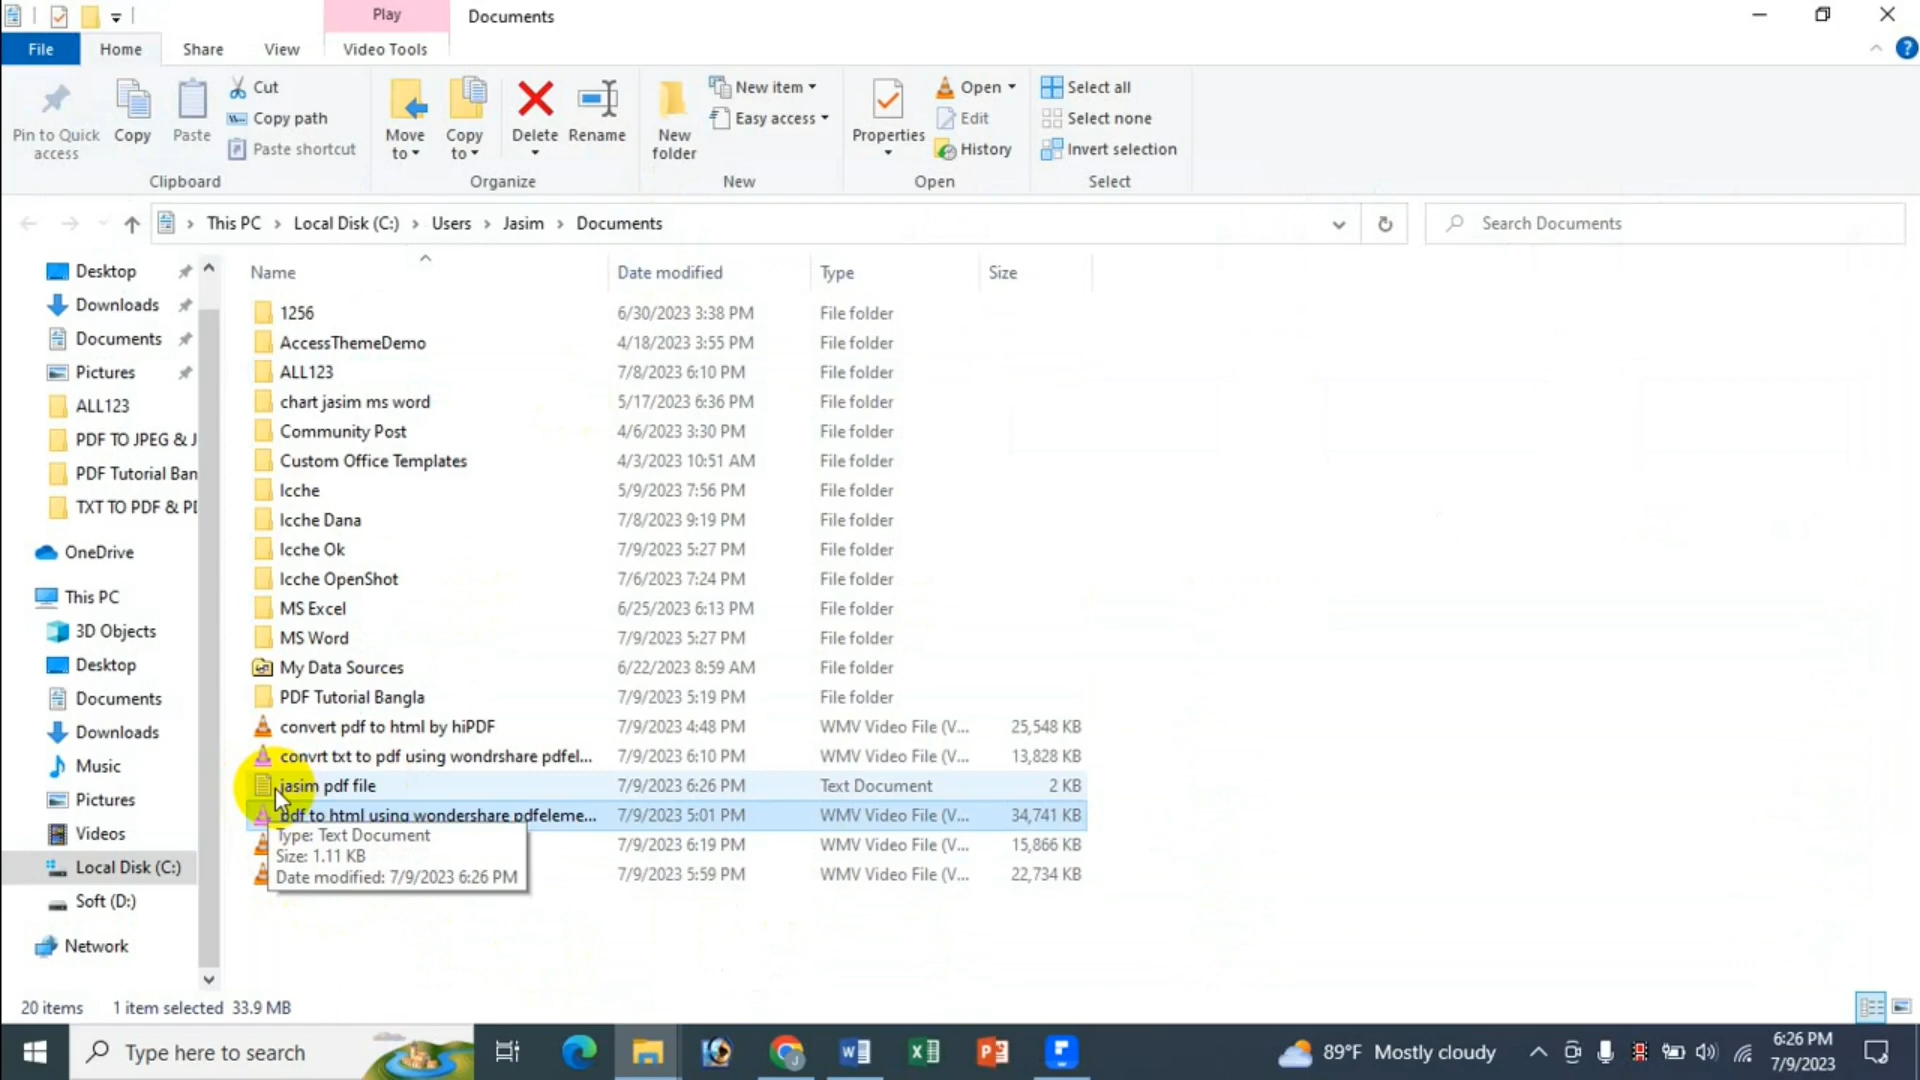 Play
Documents
File
Home
Share
View
Video Tools
Pin to Quick access
Copy
Paste
Cut
Copy path
Paste shortcut
Clipboard
Move to
Copy to
Delete
Rename
Organize
New folder
New item
Easy access
New
Properties
Open
Edit
History
Open
Select all
Select none
Invert selection
Select
This PC > Local Disk (C:) > Users > Jasim > Documents
Search Documents
Desktop
Downloads
Documents
Pictures
ALL123
PDF TO JPEG & J
PDF Tutorial Ban
TXT TO PDF & PI
OneDrive
This PC
3D Objects
Desktop
Documents
Downloads
Music
Pictures
Videos
Local Disk (C:)
Soft (D:)
Network
Name Date modified Type Size
1256 6/30/2023 3:38 PM File folder
AccessThemeDemo 4/18/2023 3:55 PM File folder
ALL123 7/8/2023 6:10 PM File folder
chart jasim ms word 5/17/2023 6:36 PM File folder
Community Post 4/6/2023 3:30 PM File folder
Custom Office Templates 4/3/2023 10:51 AM File folder
Icche 5/9/2023 7:56 PM File folder
Icche Dana 7/8/2023 9:19 PM File folder
Icche Ok 7/9/2023 5:27 PM File folder
Icche OpenShot 7/6/2023 7:24 PM File folder
MS Excel 6/25/2023 6:13 PM File folder
MS Word 7/9/2023 5:27 PM File folder
My Data Sources 6/22/2023 8:59 AM File folder
PDF Tutorial Bangla 7/9/2023 5:19 PM File folder
convert pdf to html by hiPDF 7/9/2023 4:48 PM WMV Video File (V... 25,548 KB
convrt txt to pdf using wondrshare pdfel... 7/9/2023 6:10 PM WMV Video File (V... 13,828 KB
jasim pdf file 7/9/2023 6:26 PM Text Document 2 KB
pdf to html using wondershare pdfeleme... 7/9/2023 5:01 PM WMV Video File (V... 34,741 KB
7/9/2023 6:19 PM WMV Video File (V... 15,866 KB
7/9/2023 5:59 PM WMV Video File (V... 22,734 KB
Type: Text Document
Size: 1.11 KB
Date modified: 7/9/2023 6:26 PM
20 items 1 item selected 33.9 MB
Type here to search
89°F Mostly cloudy
6:26 PM
7/9/2023